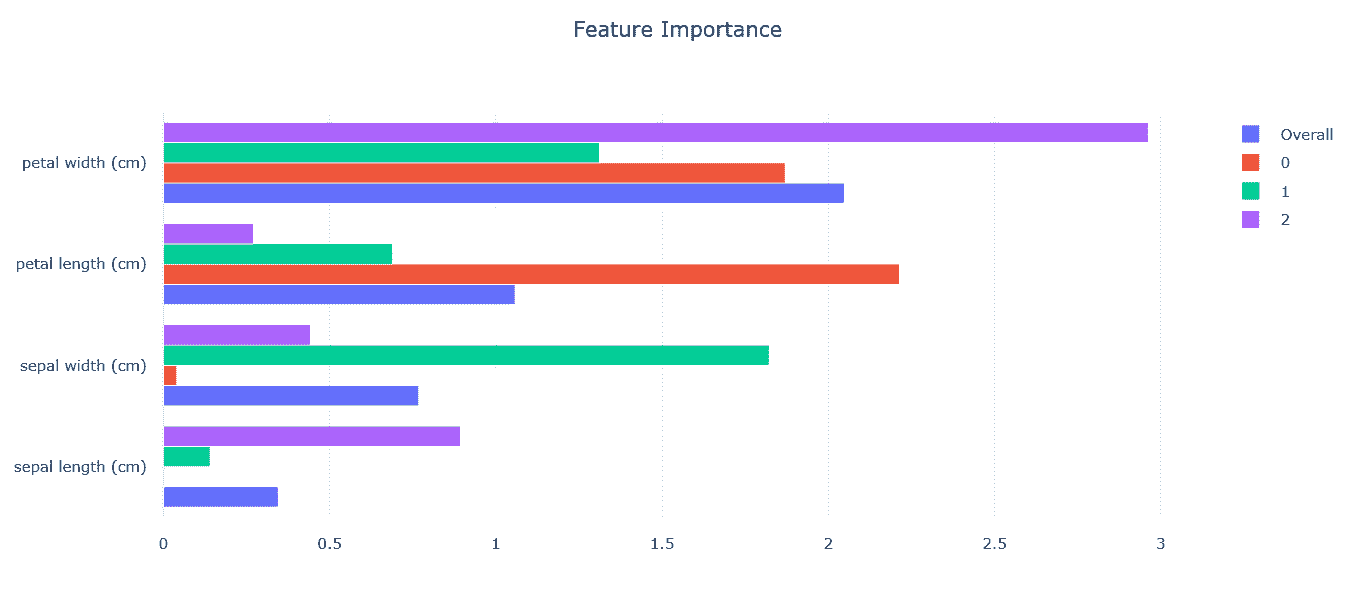 Feature Importance
petal width (cm)
petal length (cm)
sepal width (cm)
sepal length (cm)
0 0.5 1 1.5 2 2.5 3
Overall
0
1
2